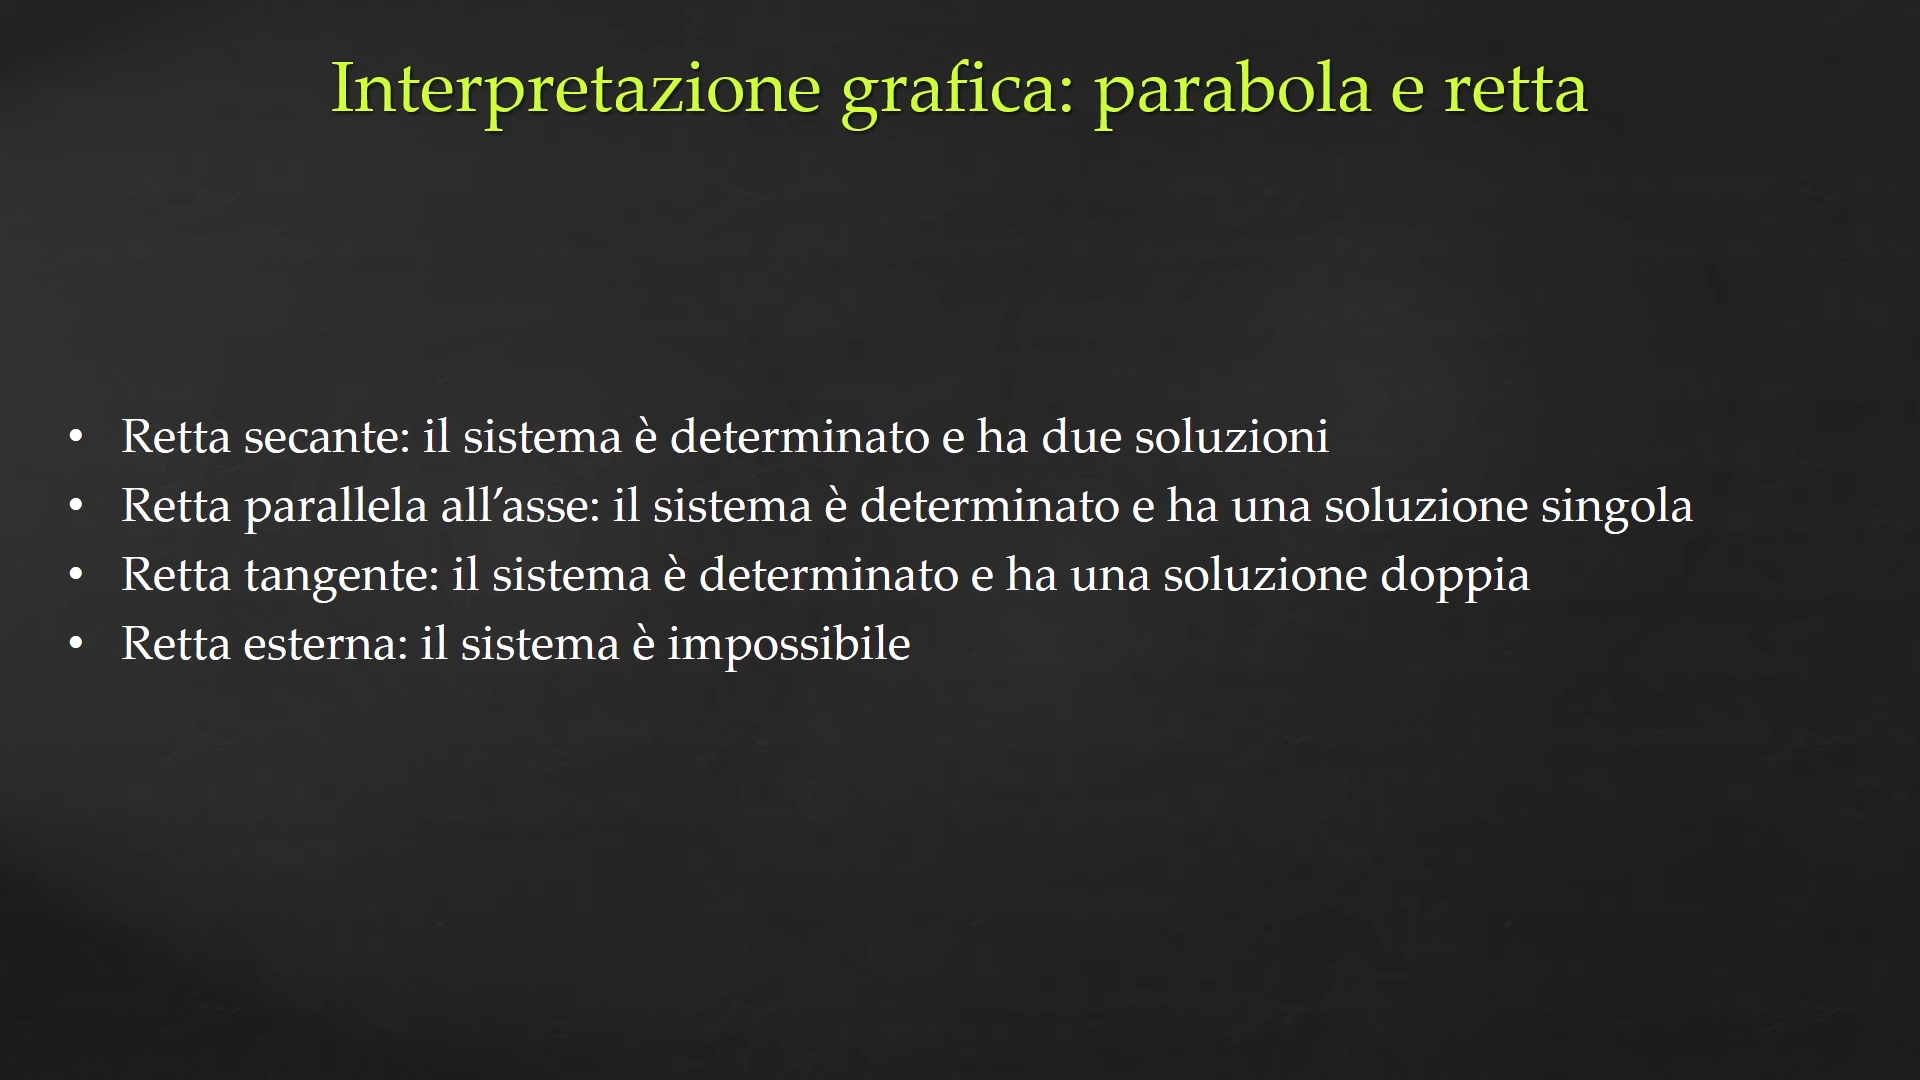 Interpretazione grafica: parabola e retta
• Retta secante: il sistema è determinato e ha due soluzioni
• Retta parallela all’asse: il sistema è determinato e ha una soluzione singola
• Retta tangente: il sistema è determinato e ha una soluzione doppia
• Retta esterna: il sistema è impossibile